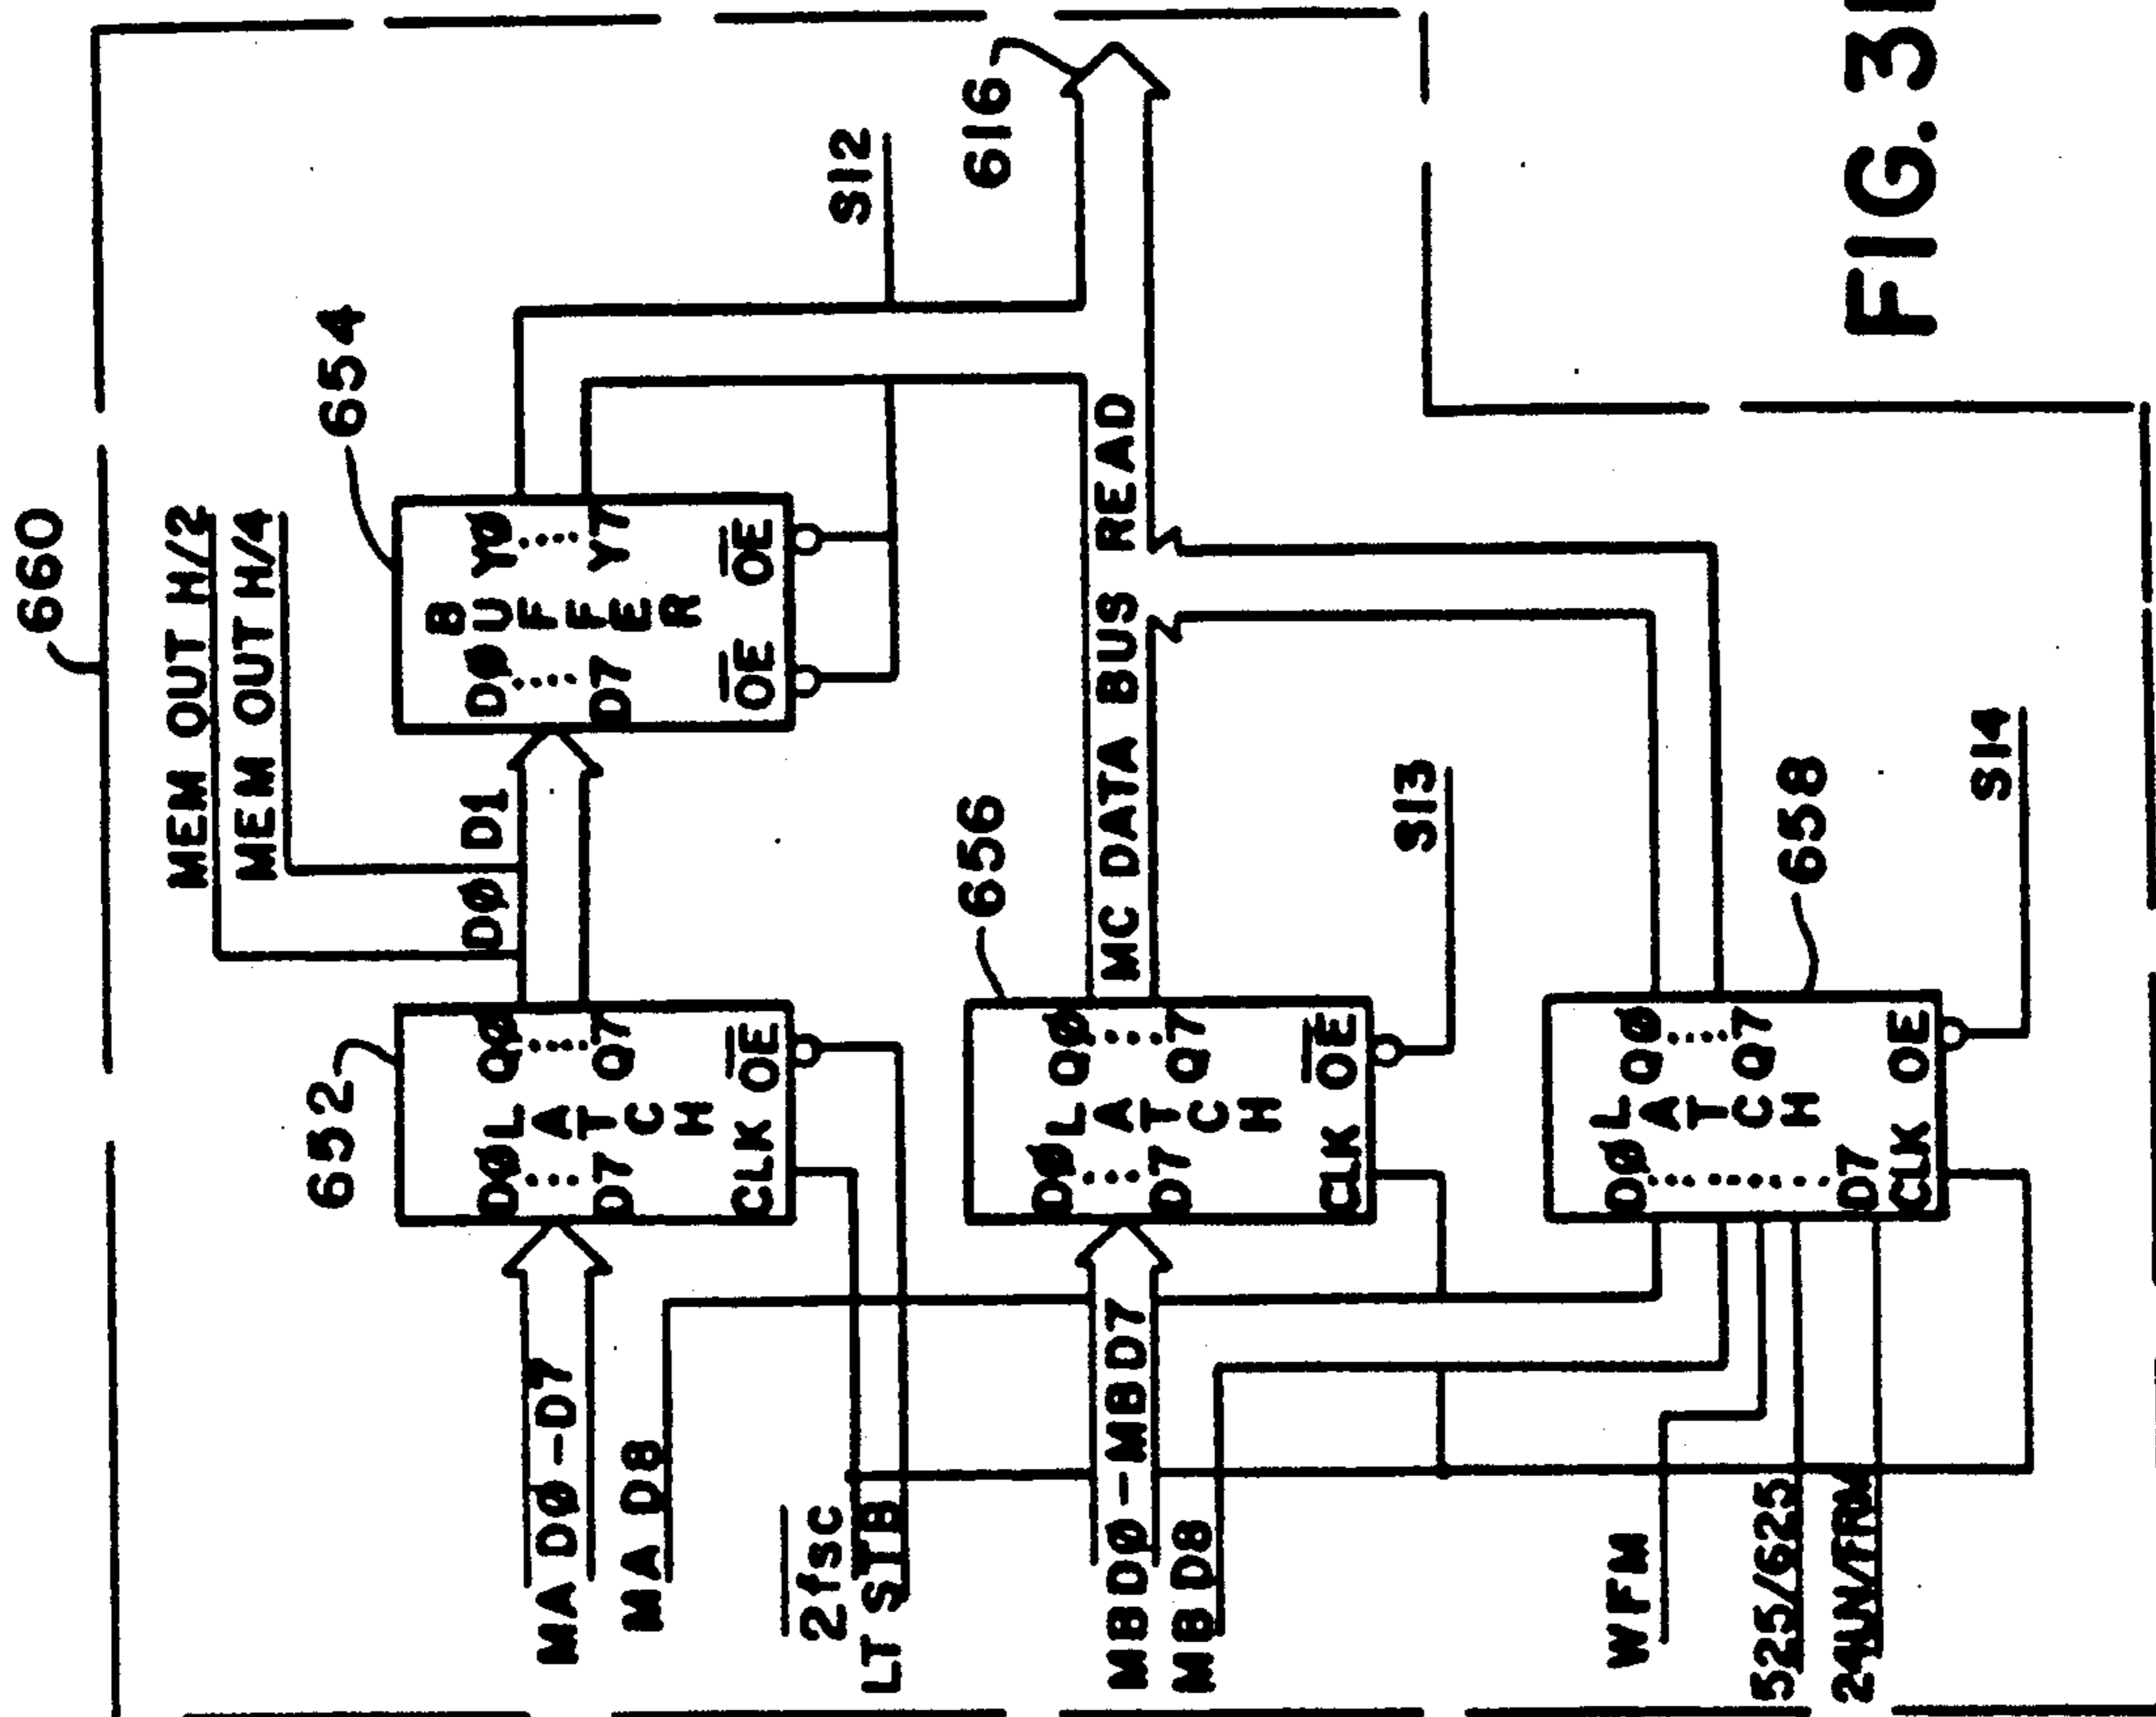 660
MEM OUT H/2
MEM OUT H/4
652
654
DØ D1
MA DØ-D7
MA D8
DØ QØ
D7 Q7
LATCH
CLK OE
DØ YØ
D7 Y7
BUFFER
OE OE
S12
616
2fsc
LT STB
656
MC DATA BUS READ
MBDØ-MBD7
MB D8
DØ QØ
D7 Q7
LATCH
CLK OE
S13
658
WFM
525/625
DØ QØ
Q7
D7
LATCH
CLK OE
S14
FIG. 3